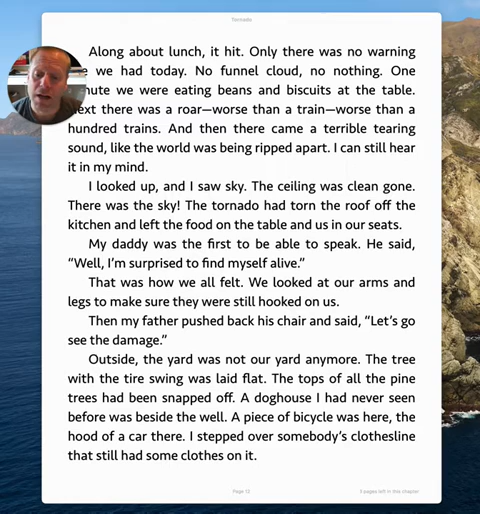 Tornado
Along about lunch, it hit. Only there was no warning
we had today. No funnel cloud, no nothing. One
we were eating beans and biscuits at the table.
there was a roar—worse than a train—worse than a
hundred trains. And then there came a terrible tearing
sound, like the world was being ripped apart. I can still hear
it in my mind.
I looked up, and I saw sky. The ceiling was clean gone.
There was the sky! The tornado had torn the roof off the
kitchen and left the food on the table and us in our seats.
My daddy was the first to be able to speak. He said,
“Well, I’m surprised to find myself alive.”
That was how we all felt. We looked at our arms and
legs to make sure they were still hooked on us.
Then my father pushed back his chair and said, “Let’s go
see the damage.”
Outside, the yard was not our yard anymore. The tree
with the tire swing was laid flat. The tops of all the pine
trees had been snapped off. A doghouse I had never seen
before was beside the well. A piece of bicycle was here, the
hood of a car there. I stepped over somebody’s clothesline
that still had some clothes on it.
Page 12
3 pages left in this chapter